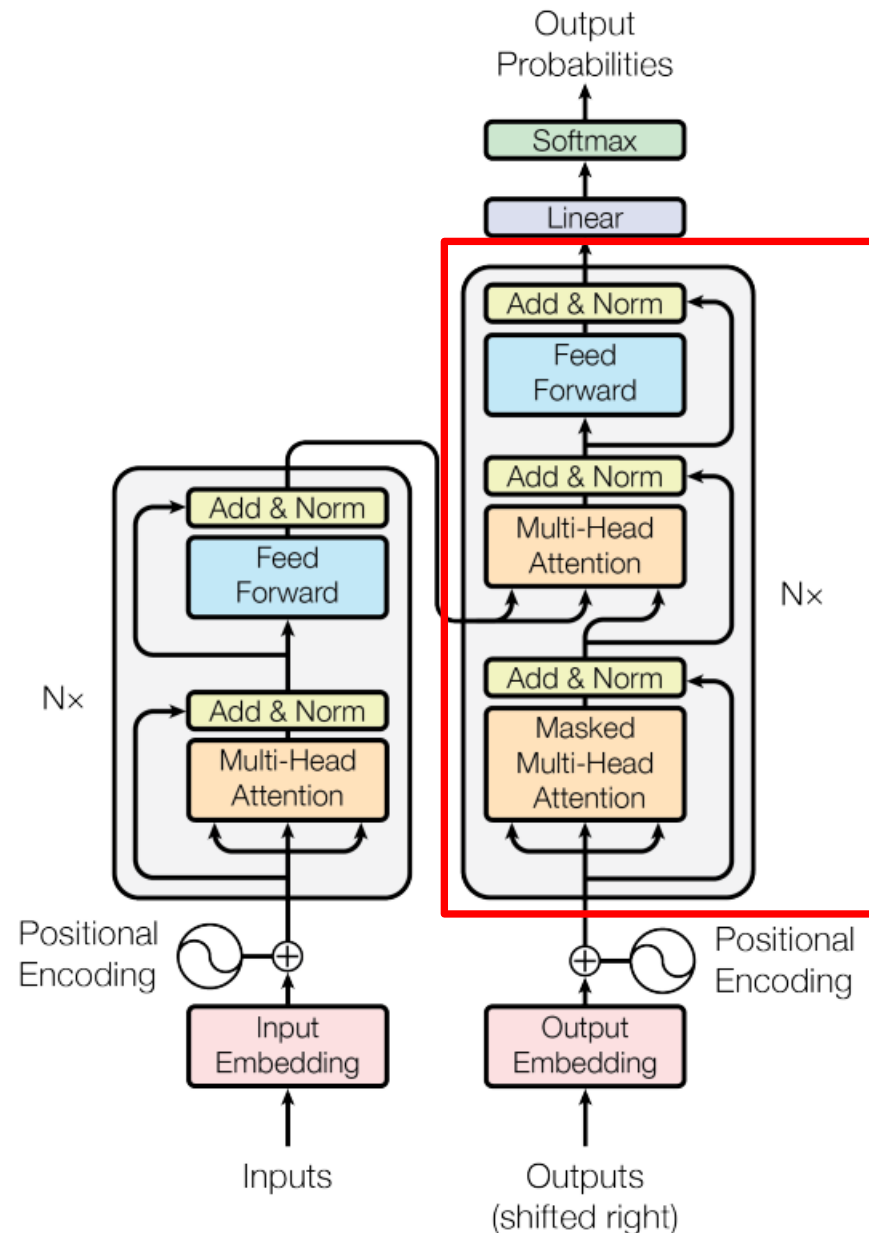 Output
Probabilities
Softmax
Linear
Add & Norm
Feed
Forward
Add & Norm
Multi-Head
Attention
Add & Norm
Masked
Multi-Head
Attention
N×
Positional
Encoding
Output
Embedding
Outputs
(shifted right)
Add & Norm
Feed
Forward
Add & Norm
Multi-Head
Attention
N×
Positional
Encoding
Input
Embedding
Inputs